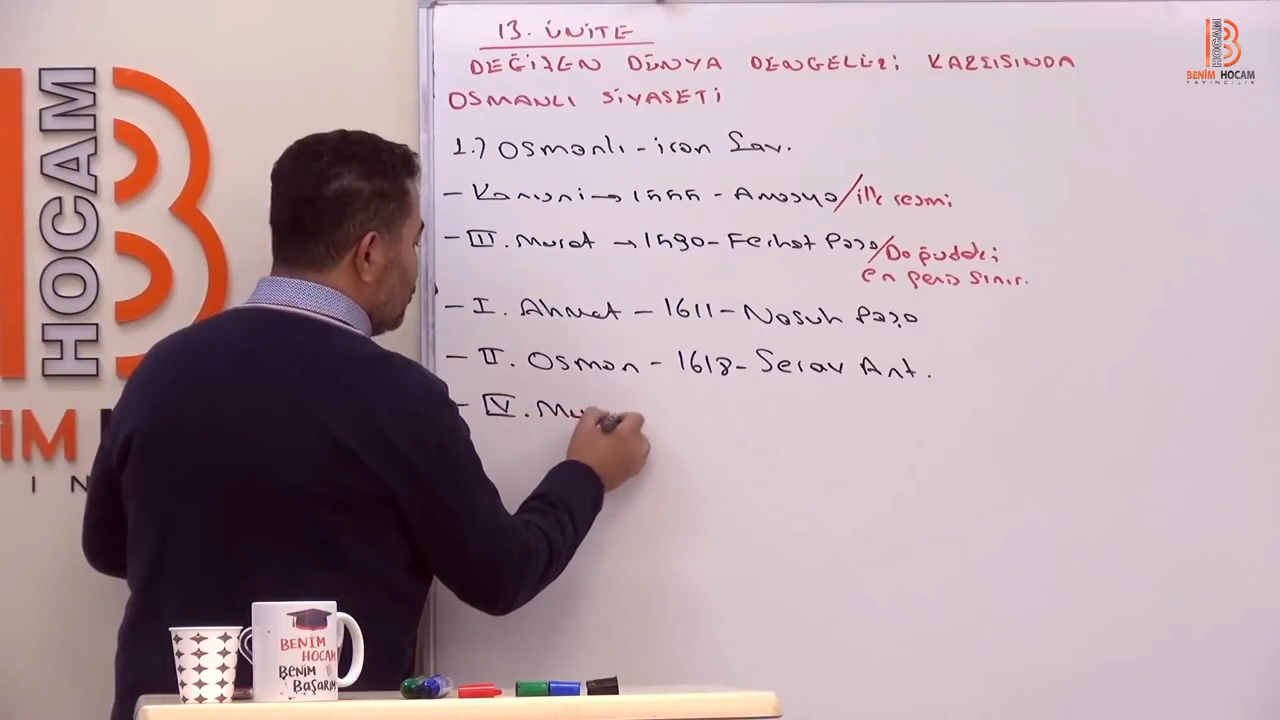 13. ÜNİTE
DEĞİŞEN DÜNYA DENGELERİ KARŞISINDA
OSMANLI SİYASETİ
1.) Osmanlı - iran Sav.
- Kanuni → 1555 - Amasya / ilk resmi
- III. Murat → 1590 - Ferhat Paşa / Doğudaki
en geniş sınır.
- I. Ahmet - 1611 - Nasuh Paşa
- II. Osman - 1618 - Serav Ant.
- IV. Mu
BENİM HOCAM
YAYINCILIK
HOCAM
BENİM
HOCAM
BENİM
BAŞARIM